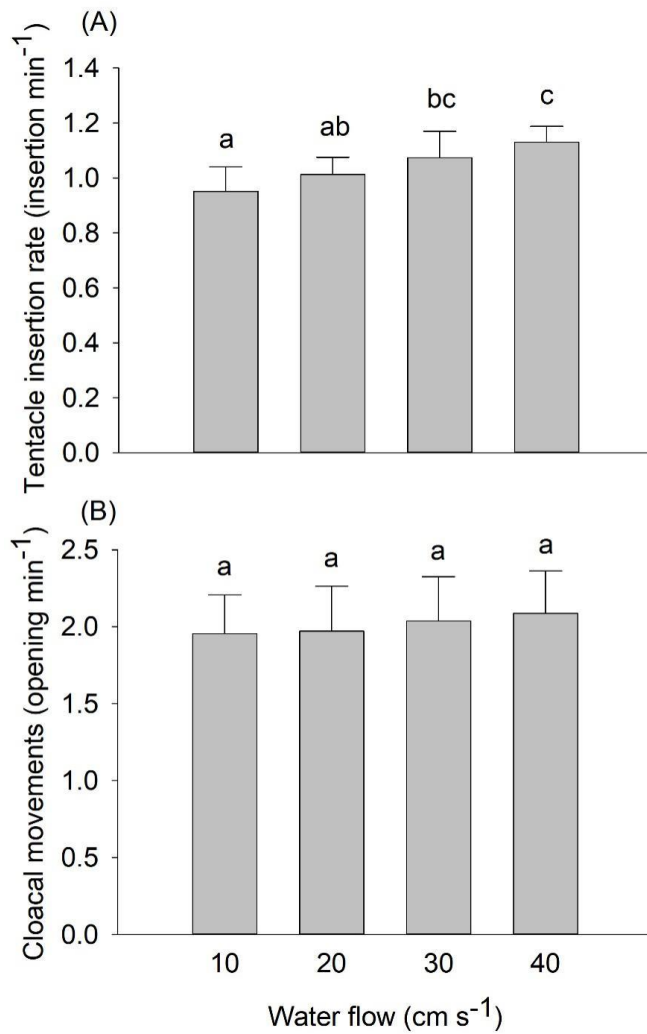 (A)
Tentacle insertion rate (insertion min⁻¹)
1.4
1.2
1.0
0.8
0.6
0.4
0.2
0.0
a
ab
bc
c
(B)
Cloacal movements (opening min⁻¹)
2.5
2.0
1.5
1.0
0.5
0.0
a
a
a
a
10
20
30
40
Water flow (cm s⁻¹)